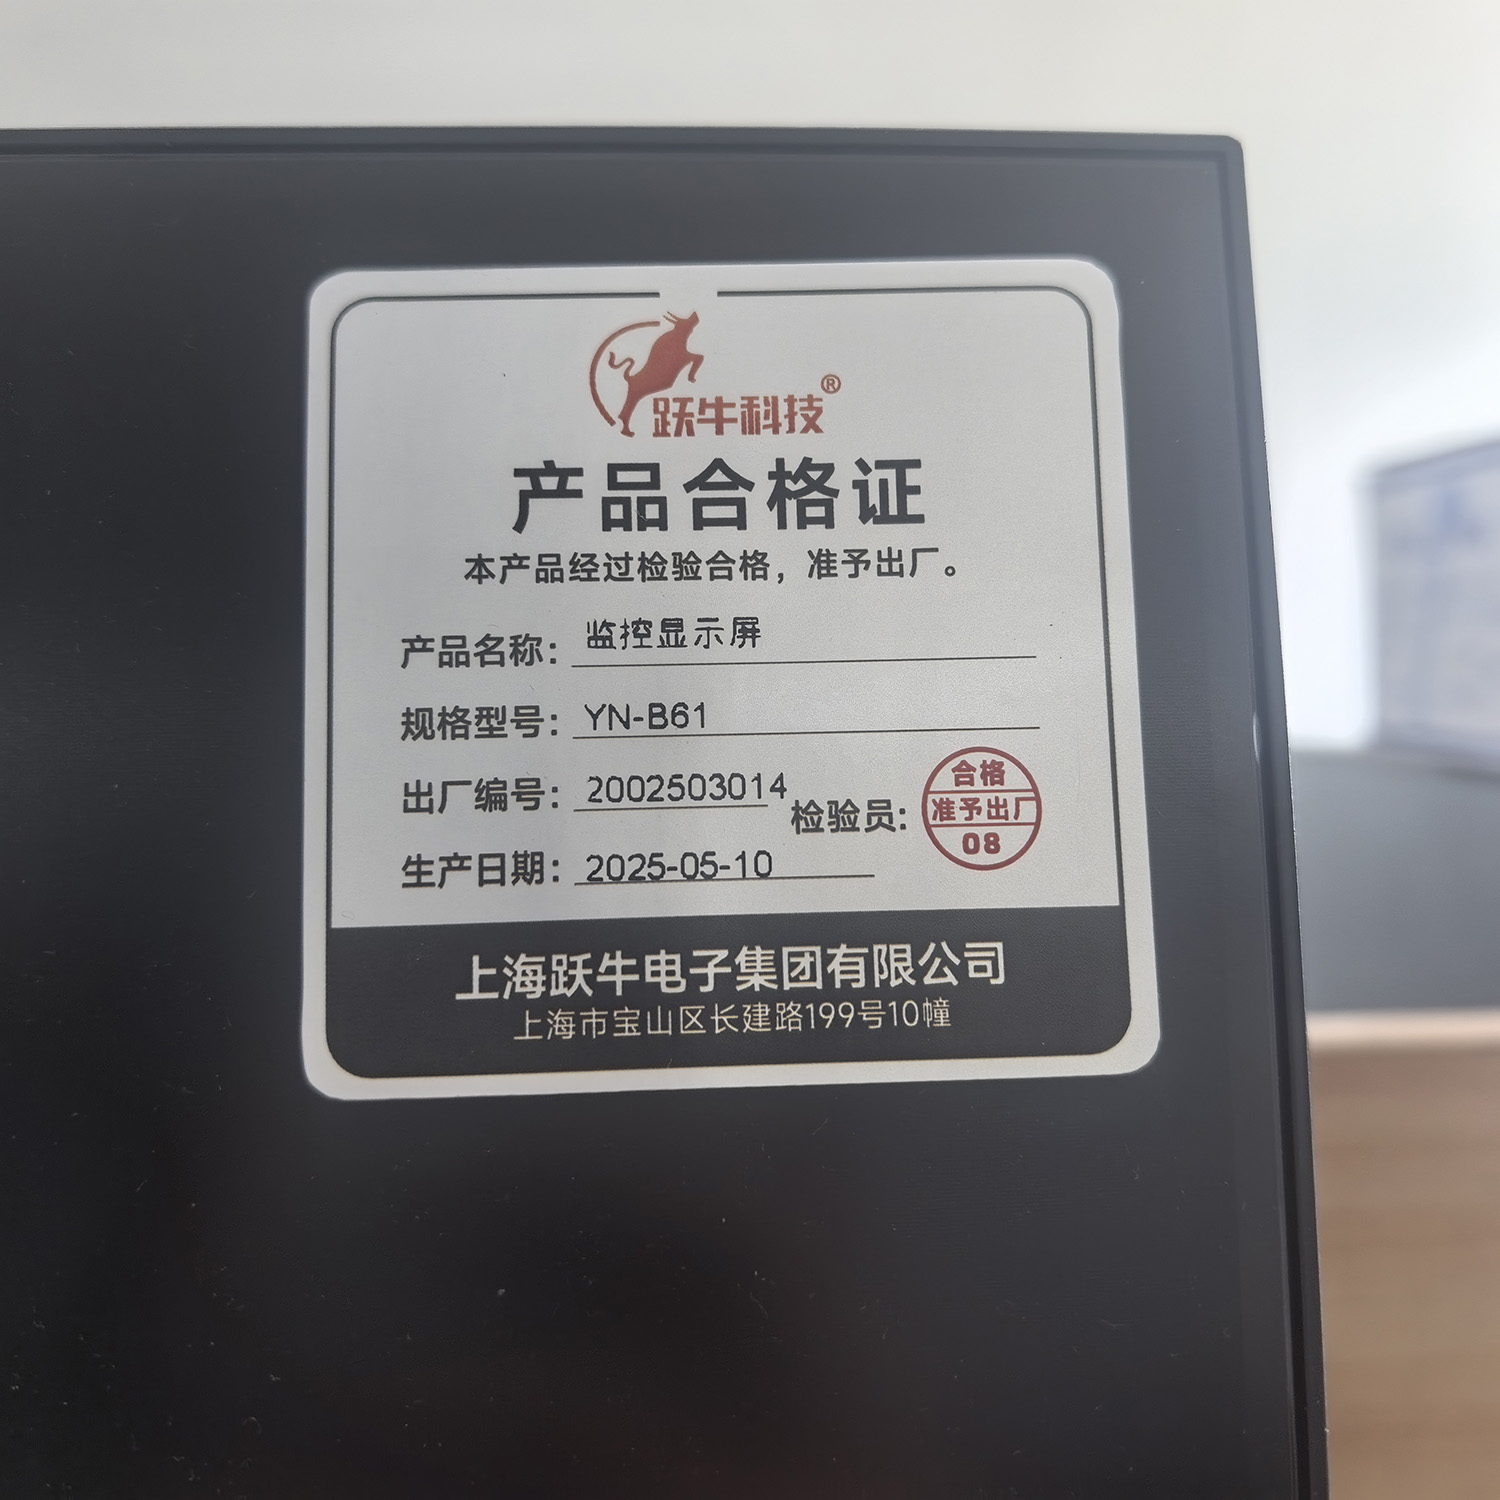 跃牛科技®
产品合格证
本产品经过检验合格，准予出厂。
产品名称：监控显示屏
规格型号：YN-B61
出厂编号：2002503014
检验员:
合格
准予出厂
08
生产日期：2025-05-10
上海跃牛电子集团有限公司
上海市宝山区长建路199号10幢